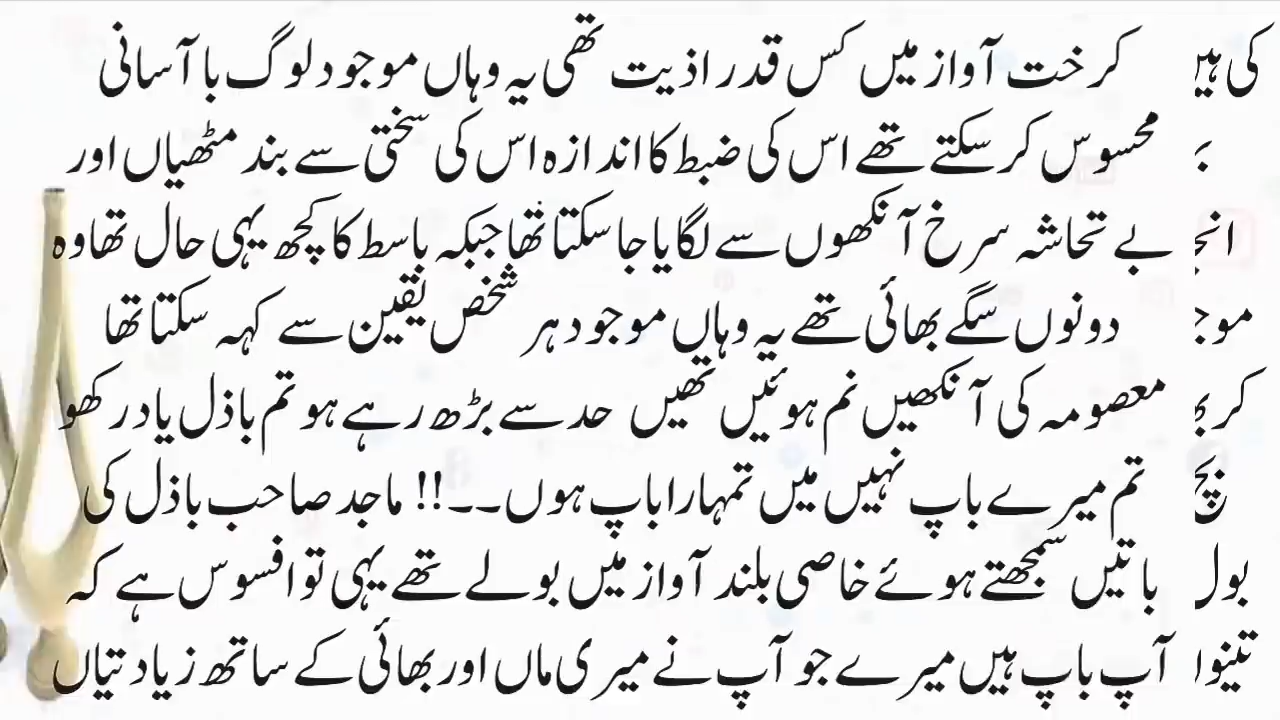 کرخت آواز میں کس قدر اذیت تھی یہ وہاں موجود لوگ باآسانی
محسوس کر سکتے تھے اس کی ضبط کا اندازہ اس کی سختی سے بند مٹھیاں اور
بے تحاشہ سرخ آنکھوں سے لگایا جا سکتا تھا جبکہ باسط کا کچھ یہی حال تھا وہ
دونوں سگے بھائی تھے یہ وہاں موجود ہر شخص یقین سے کہہ سکتا تھا
معصومہ کی آنکھیں نم ہوئیں تھیں حد سے بڑھ رہے ہو تم باذل یاد رکھو
تم میرے باپ نہیں میں تمہارا باپ ہوں۔۔۔!! ماجد صاحب باذل کی
باتیں سمجھتے ہوئے خاصی بلند آواز میں بولے تھے یہی تو افسوس ہے کہ
آپ باپ ہیں میرے جو آپ نے میری ماں اور بھائی کے ساتھ زیادتیاں